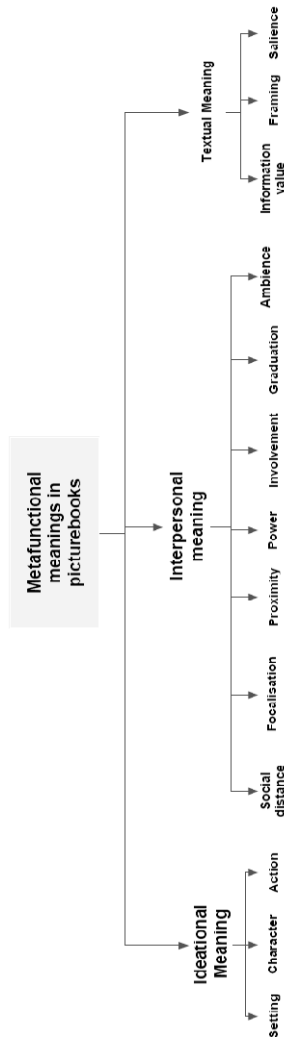 Metafunctional
meanings in
picturebooks
Ideational
Meaning
Interpersonal
meaning
Textual Meaning
Setting
Character
Action
Social
distance
Focalisation
Proximity
Power
Involvement
Graduation
Ambience
Information
value
Framing
Salience